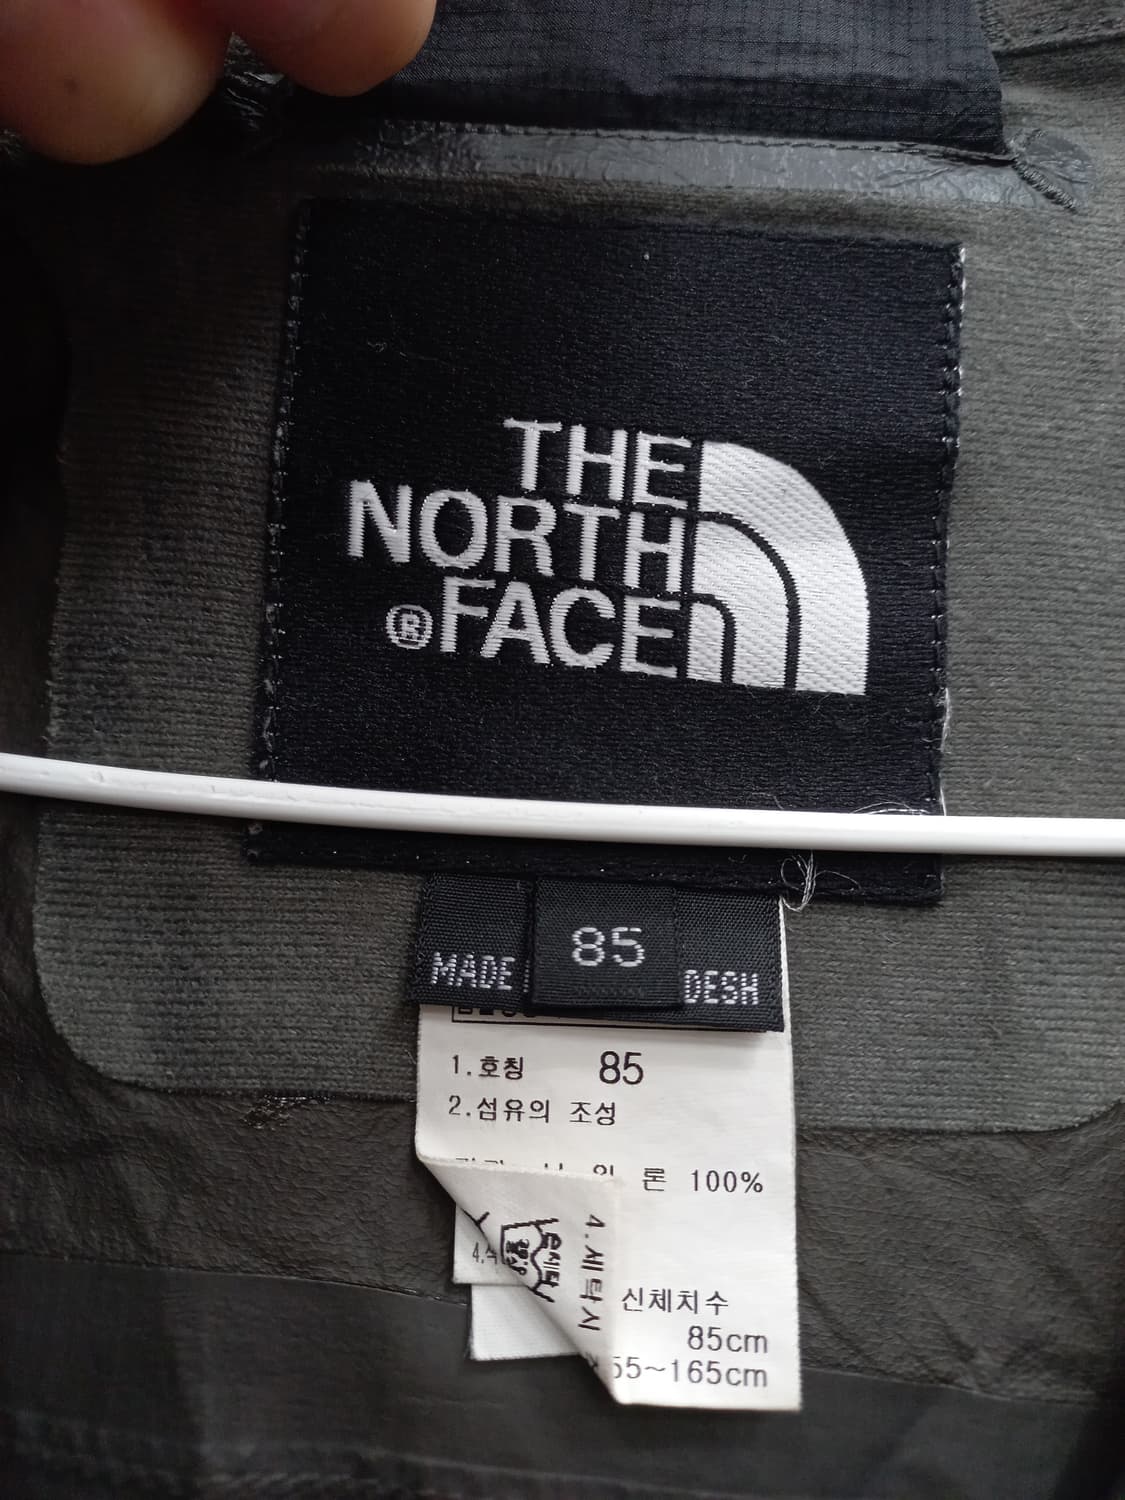 THE
NORTH
®FACE
85
MADE
DESH
1.호칭 85
2.섬유의 조성
론 100%
4.세탁시
신체치수
85cm
55~165cm